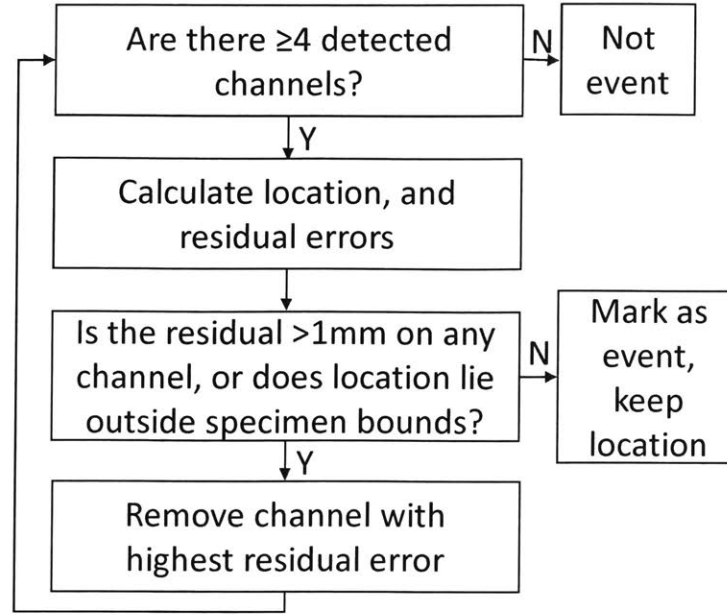 Are there ≥4 detected
channels?
N
Not
event
Y
Calculate location, and
residual errors
Is the residual >1mm on any
channel, or does location lie
outside specimen bounds?
N
Mark as
event,
keep
location
Y
Remove channel with
highest residual error